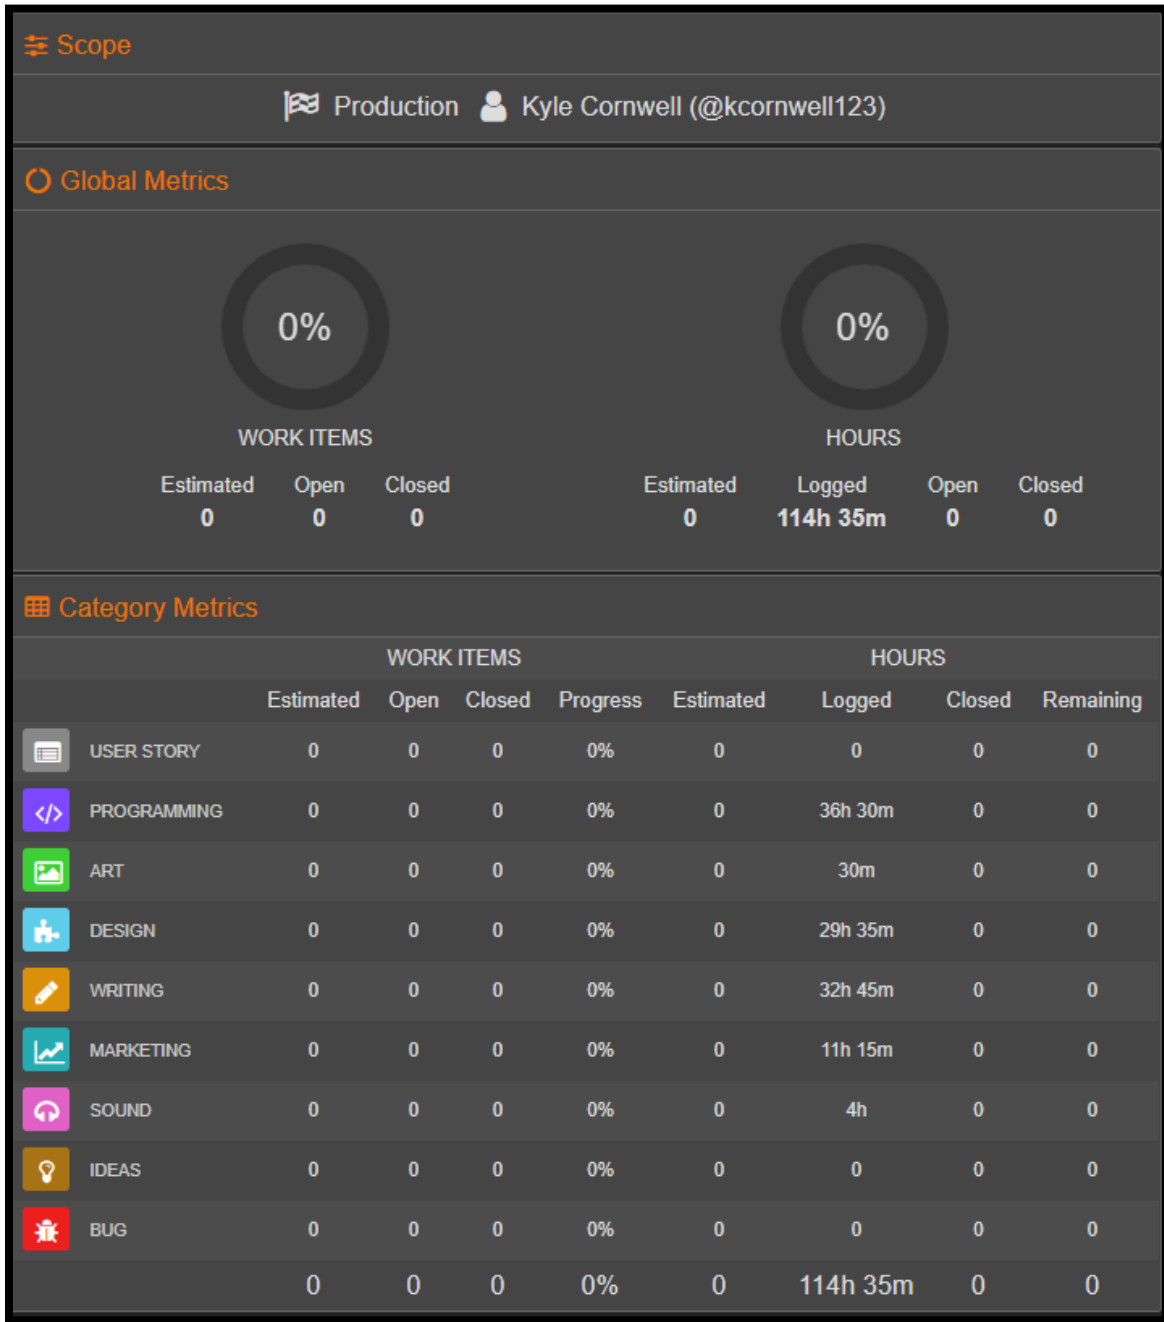 Scope
Production Kyle Cornwell (@kcornwell123)
Global Metrics
0% 0%
WORK ITEMS HOURS
Estimated Open Closed Estimated Logged Open Closed
0 0 0 0 114h 35m 0 0
Category Metrics
WORK ITEMS HOURS
Estimated Open Closed Progress Estimated Logged Closed Remaining
USER STORY 0 0 0 0% 0 0 0 0
PROGRAMMING 0 0 0 0% 0 36h 30m 0 0
ART 0 0 0 0% 0 30m 0 0
DESIGN 0 0 0 0% 0 29h 35m 0 0
WRITING 0 0 0 0% 0 32h 45m 0 0
MARKETING 0 0 0 0% 0 11h 15m 0 0
SOUND 0 0 0 0% 0 4h 0 0
IDEAS 0 0 0 0% 0 0 0 0
BUG 0 0 0 0% 0 0 0 0
0 0 0 0% 0 114h 35m 0 0